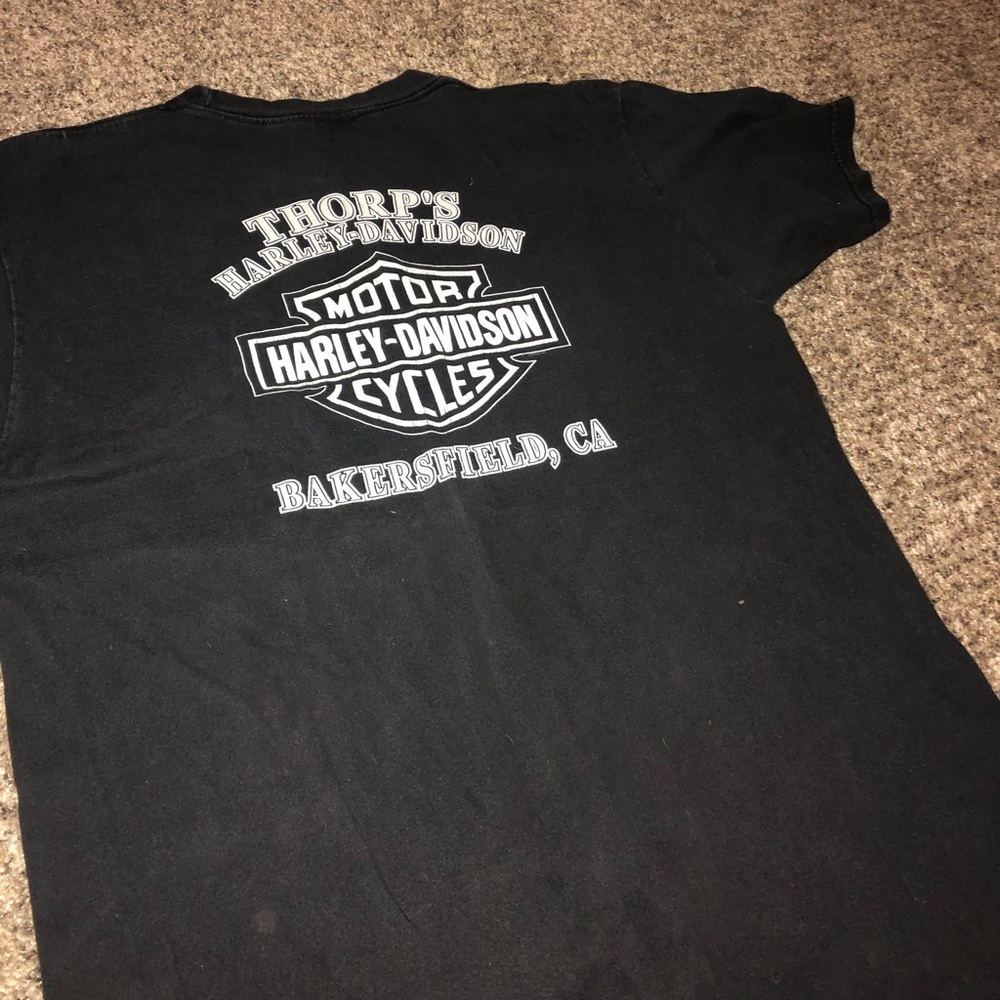 THORP'S
HARLEY-DAVIDSON
MOTOR
HARLEY-DAVIDSON
CYCLES
BAKERSFIELD, CA